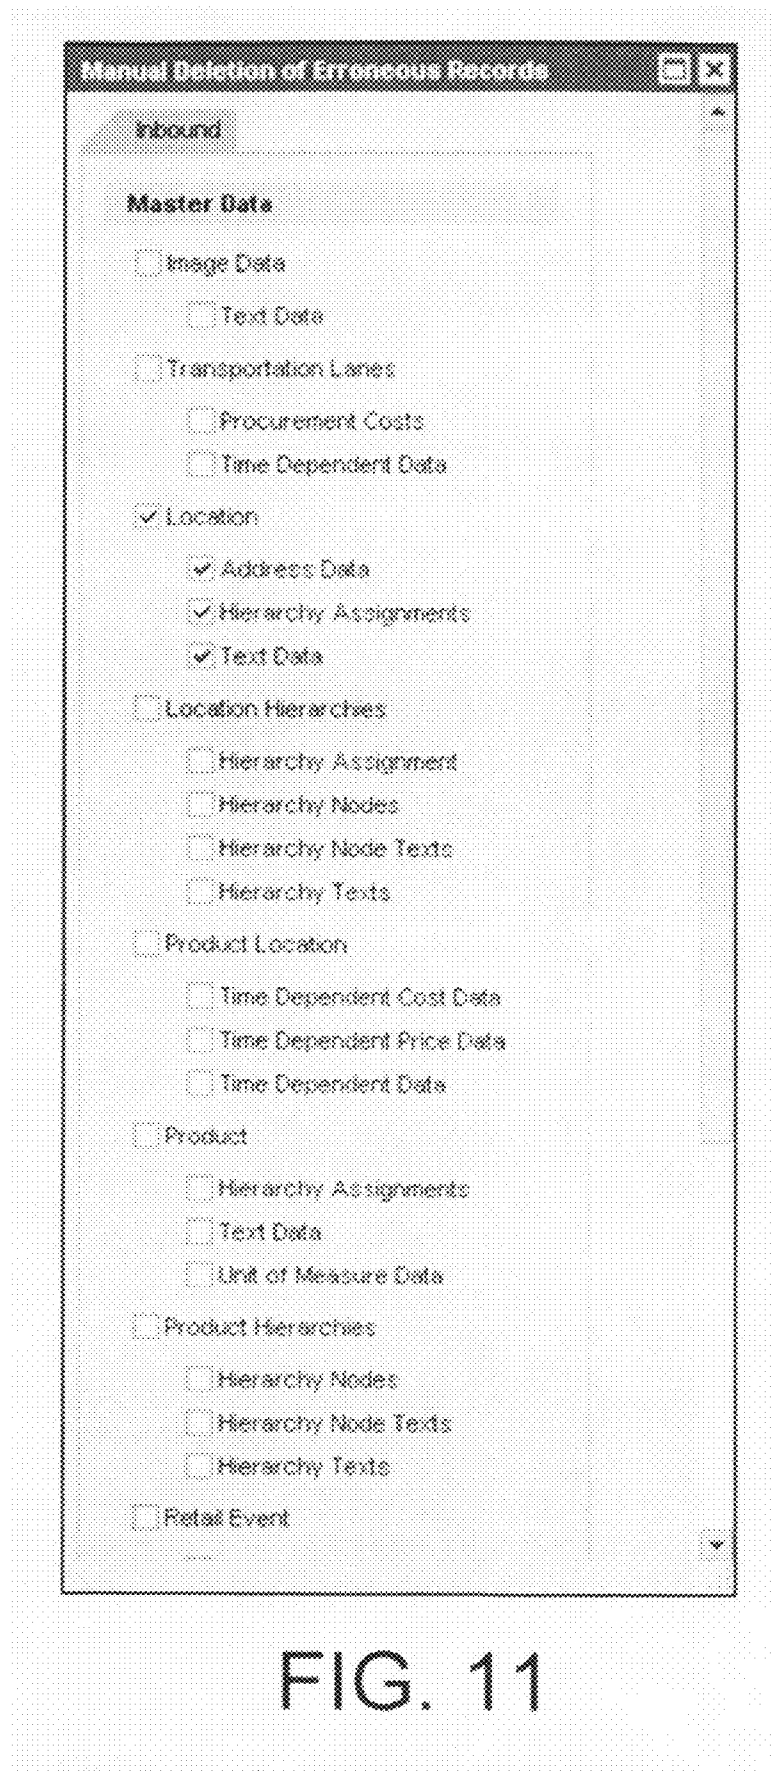 Manual Deletion of Erroneous Records
Inbound
Master Data
Image Data
Text Data
Transportation Lanes
Procurement Costs
Time Dependent Data
Location
Address Data
Hierarchy Assignments
Text Data
Location Hierarchies
Hierarchy Assignment
Hierarchy Nodes
Hierarchy Node Texts
Hierarchy Texts
Product Location
Time Dependent Cost Data
Time Dependent Price Data
Time Dependent Data
Product
Hierarchy Assignments
Text Data
Unit of Measure Data
Product Hierarchies
Hierarchy Nodes
Hierarchy Node Texts
Hierarchy Texts
Retail Event
FIG. 11